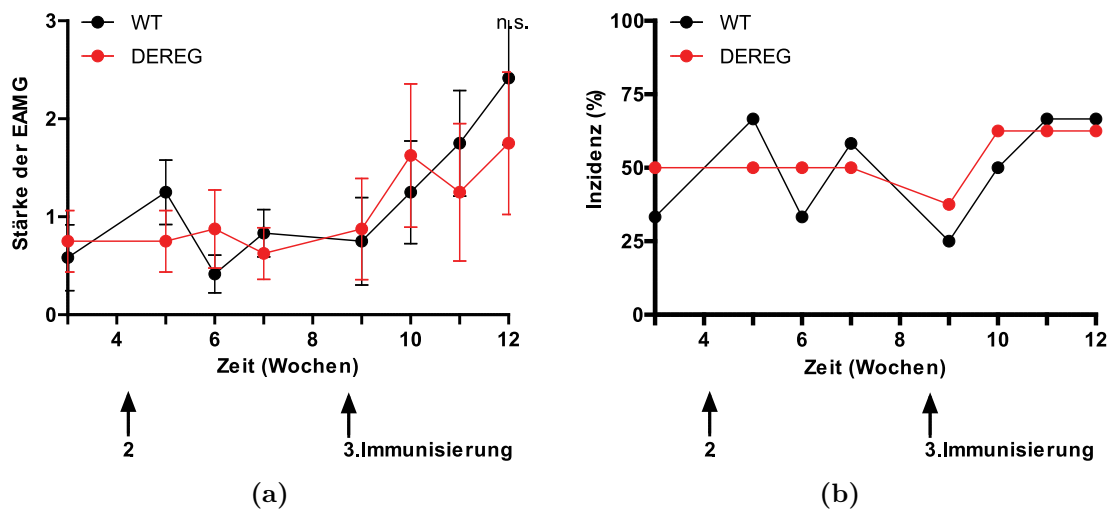 3
2
1
0
Stärke der EAMG
WT
DEREG
n.s.
4 6 8 10 12
Zeit (Wochen)
2 3.Immunisierung
(a)
100
75
50
25
0
Inzidenz (%)
WT
DEREG
4 6 8 10 12
Zeit (Wochen)
2 3.Immunisierung
(b)